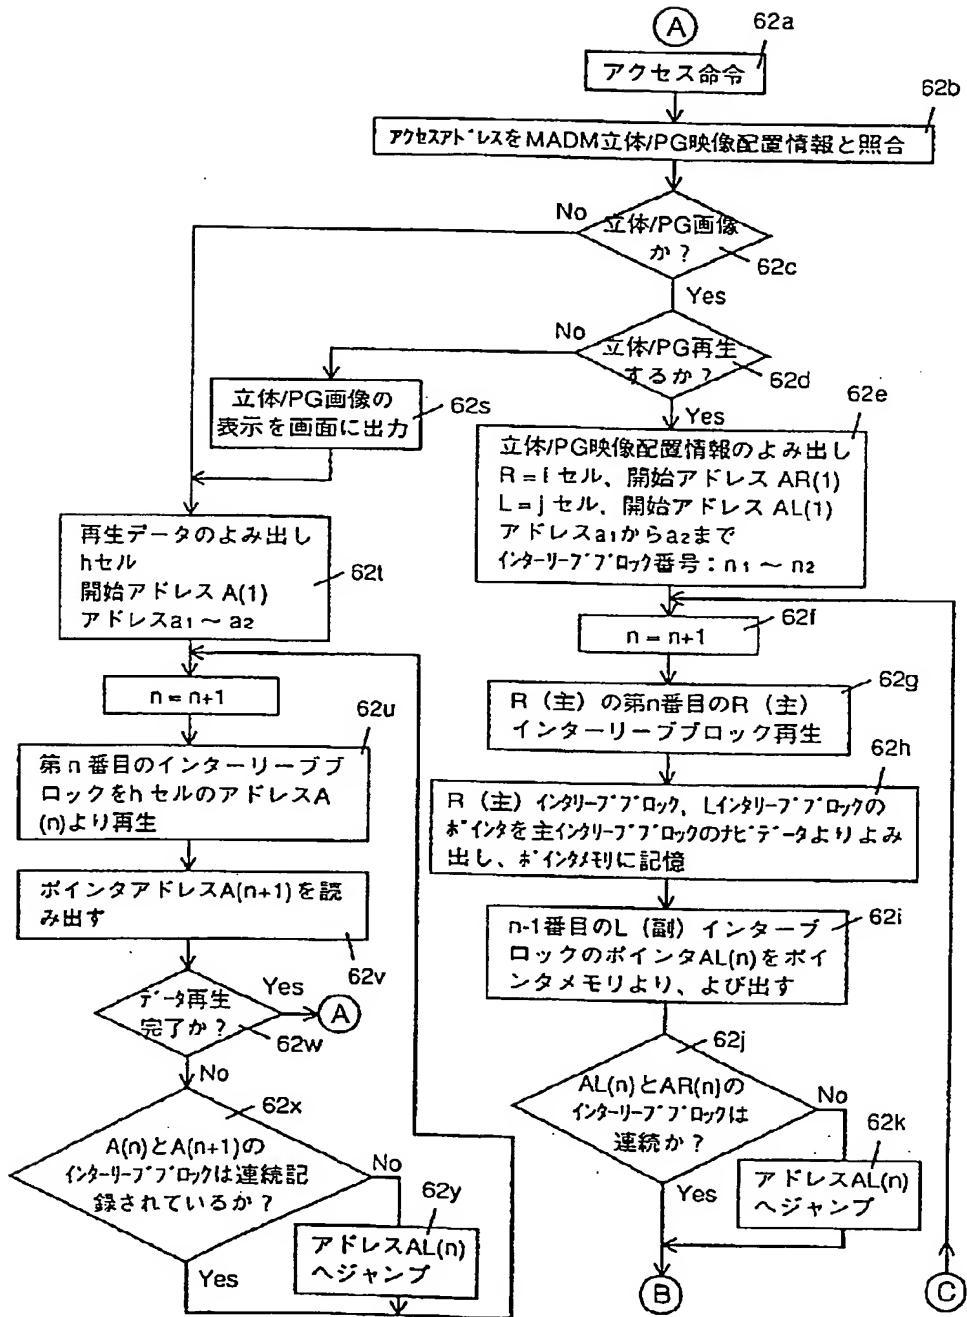 A
62a
アクセス命令
62b
アクセスアドレスをMADM立体/PG映像配置情報と照合
No
立体/PG画像
か?
62c
Yes
No
立体/PG再生
するか?
62d
Yes
立体/PG画像の
表示を画面に出力
62s
62e
立体/PG映像配置情報のよみ出し
R=iセル、開始アドレス AR(1)
L=jセル、開始アドレス AL(1)
アドレスa1からa2まで
インターリーブブロック番号:n1~n2
再生データのよみ出し
hセル
開始アドレス A(1)
アドレスa1~a2
62t
62f
n=n+1
n=n+1
62g
R(主)の第n番目のR(主)
インターリーブブロック再生
62u
第n番目のインターリーブブ
ロックをhセルのアドレスA
(n)より再生
62h
R(主)インタリーブブロック、Lインタリーブブロックの
ポインタを主インタリーブブロックのナビデータよりよみ
出し、ポインタメモリに記憶
ポインタアドレスA(n+1)を読
み出す
62v
62i
n-1番目のL(副)インターブ
ロックのポインタAL(n)をポイ
ンタメモリより、よび出す
データ再生
完了か?
62w
Yes
A
No
62j
AL(n)とAR(n)の
インターリーブブロックは
連続か?
No
62k
アドレスAL(n)
へジャンプ
Yes
62x
A(n)とA(n+1)の
インターリーブブロックは連続記
録されているか?
No
62y
アドレスAL(n)
へジャンプ
Yes
B
C